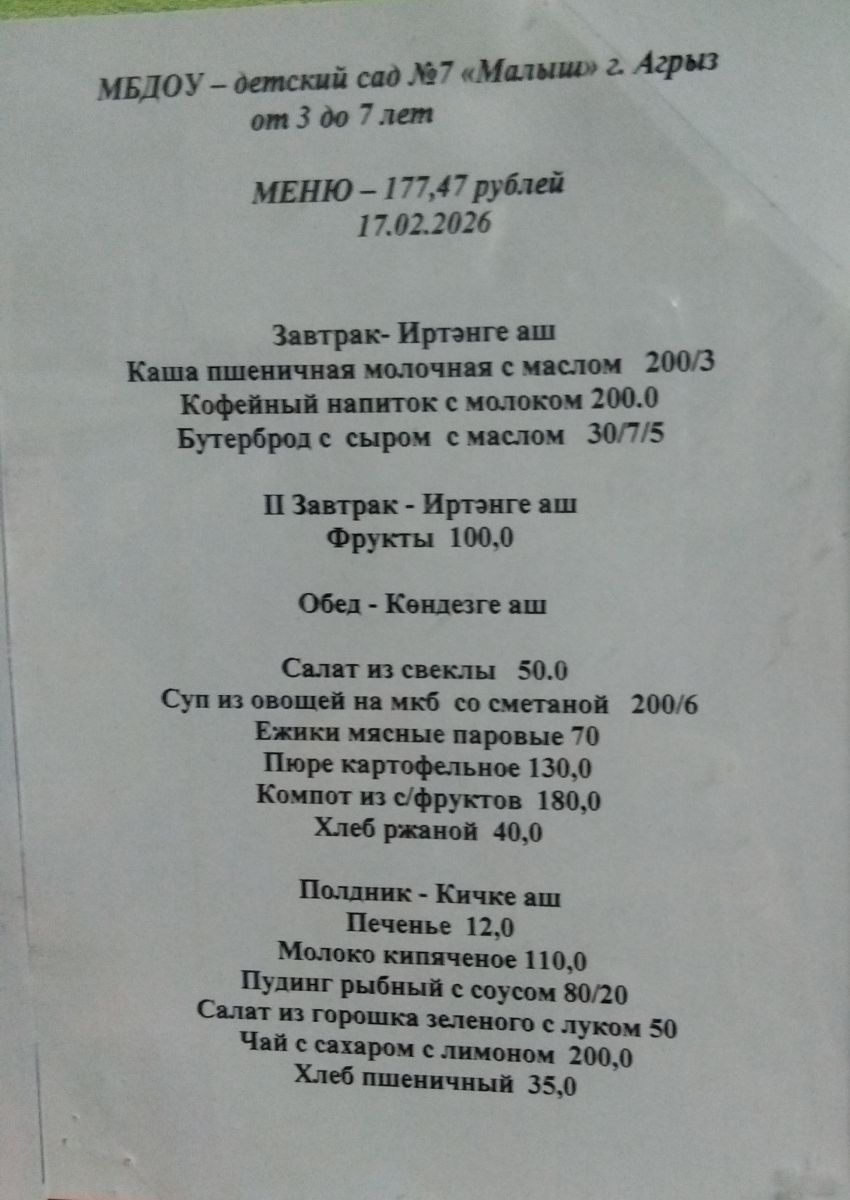 МБДОУ – детский сад №7 «Малыш» г. Агрыз
от 3 до 7 лет
МЕНЮ – 177,47 рублей
17.02.2026
Завтрак- Иртәнге аш
Каша пшеничная молочная с маслом 200/3
Кофейный напиток с молоком 200.0
Бутерброд с сыром с маслом 30/7/5
II Завтрак - Иртәнге аш
Фрукты 100,0
Обед - Көндезге аш
Салат из свеклы 50.0
Суп из овощей на мкб со сметаной 200/6
Ежики мясные паровые 70
Пюре картофельное 130,0
Компот из с/фруктов 180,0
Хлеб ржаной 40,0
Полдник - Кичке аш
Печенье 12,0
Молоко кипяченое 110,0
Пудинг рыбный с соусом 80/20
Салат из горошка зеленого с луком 50
Чай с сахаром с лимоном 200,0
Хлеб пшеничный 35,0